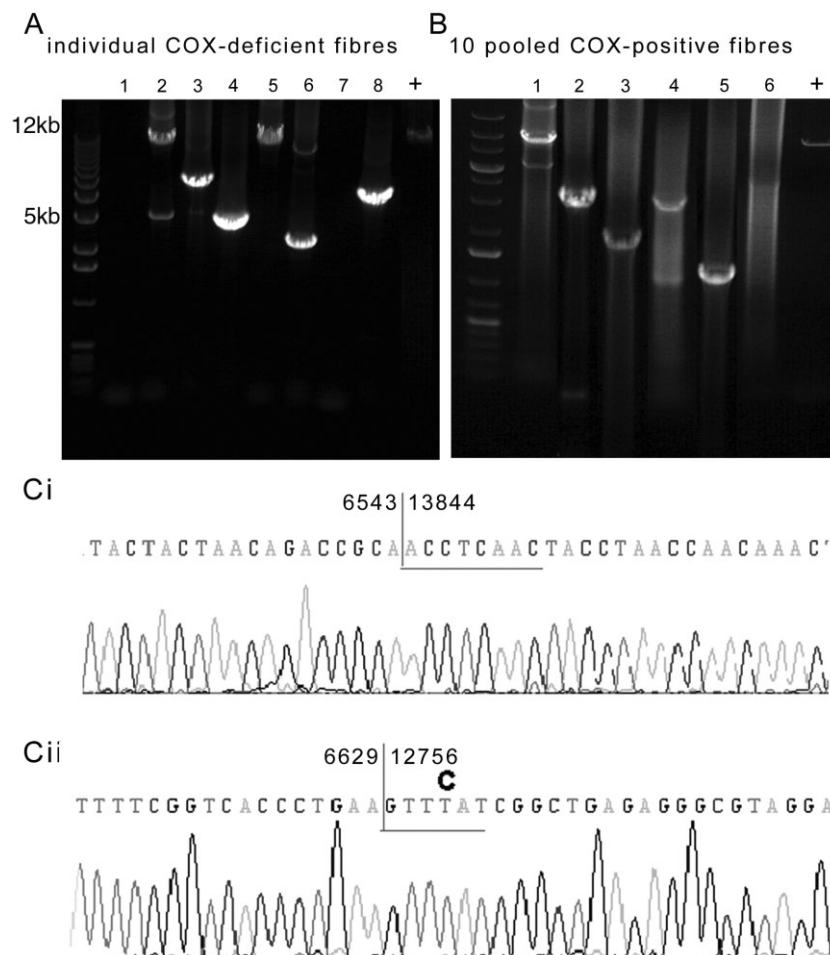 A
individual COX-deficient fibres
1 2 3 4 5 6 7 8 +
12kb
5kb
B
10 pooled COX-positive fibres
1 2 3 4 5 6 +
Ci
6543 13844
TACTACTAACAGACCGCAACCTCAACTACCTAACCAACAAAC
Cii
6629 12756
C
TTTTCGGTCACCCTGAAGTTTATCGGCTGAGAGGGCGTAGGA